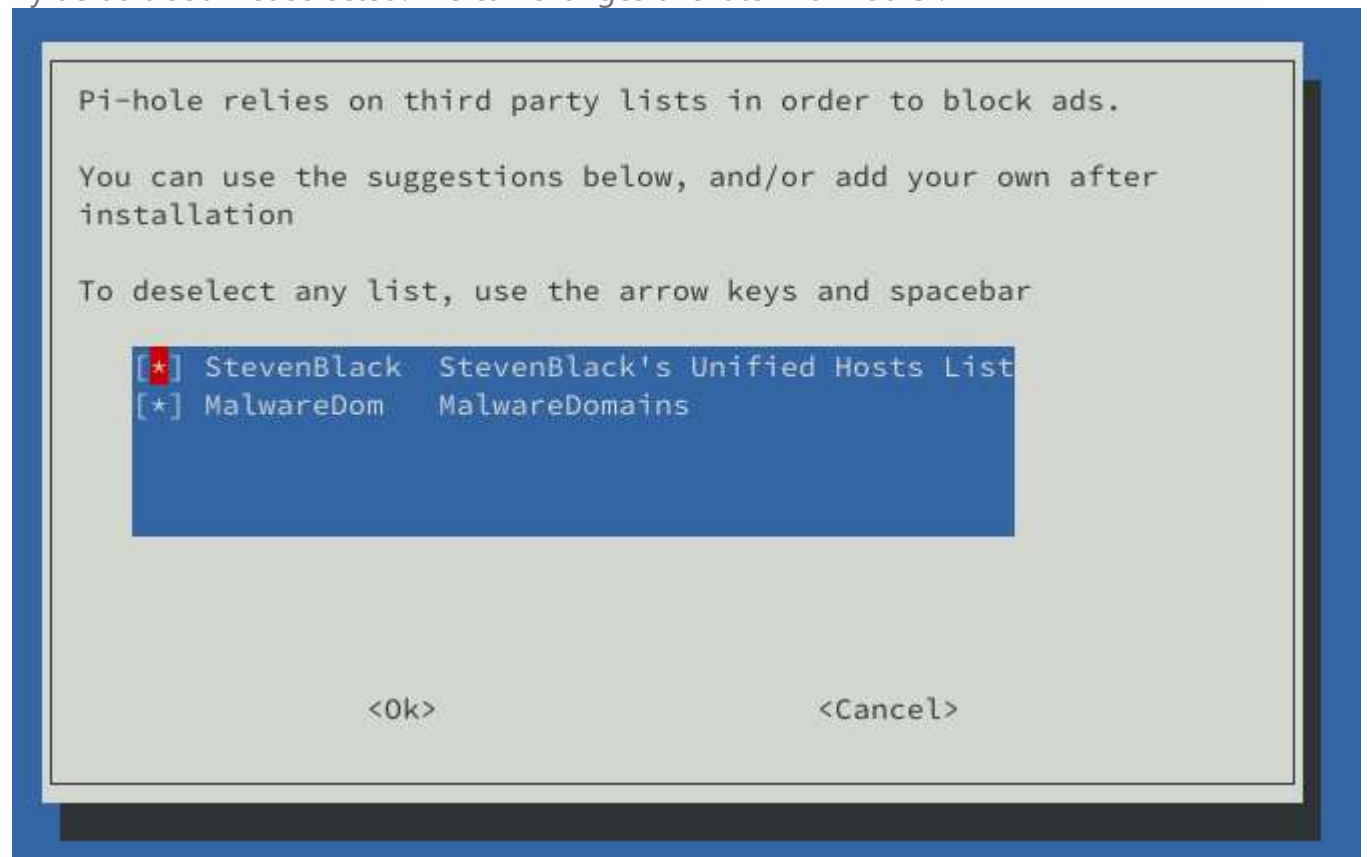 Pi-hole relies on third party lists in order to block ads.
You can use the suggestions below, and/or add your own after
installation
To deselect any list, use the arrow keys and spacebar
[*] StevenBlack StevenBlack's Unified Hosts List
[*] MalwareDom MalwareDomains
<Ok> <Cancel>